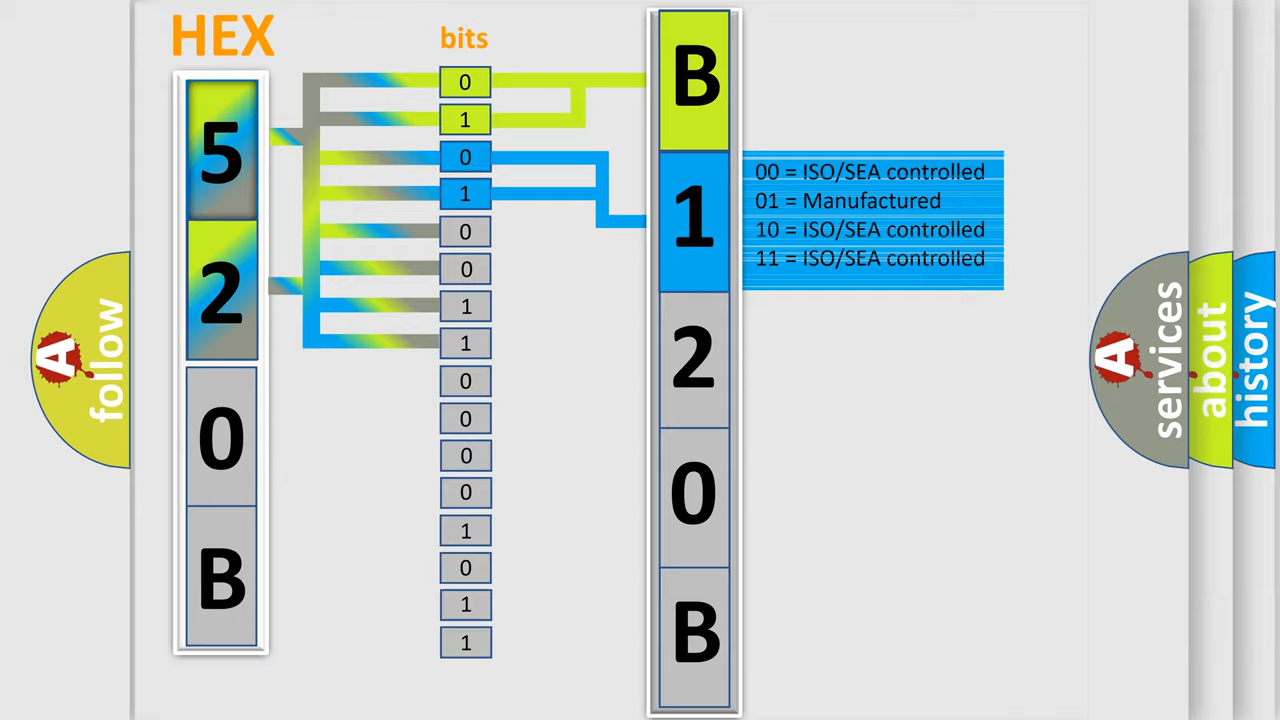 HEX
bits
5
2
0
B
0
1
0
1
0
0
1
1
0
0
0
0
1
0
1
1
B
1
2
0
B
00 = ISO/SEA controlled
01 = Manufactured
10 = ISO/SEA controlled
11 = ISO/SEA controlled
A
follow
A
services
about
history